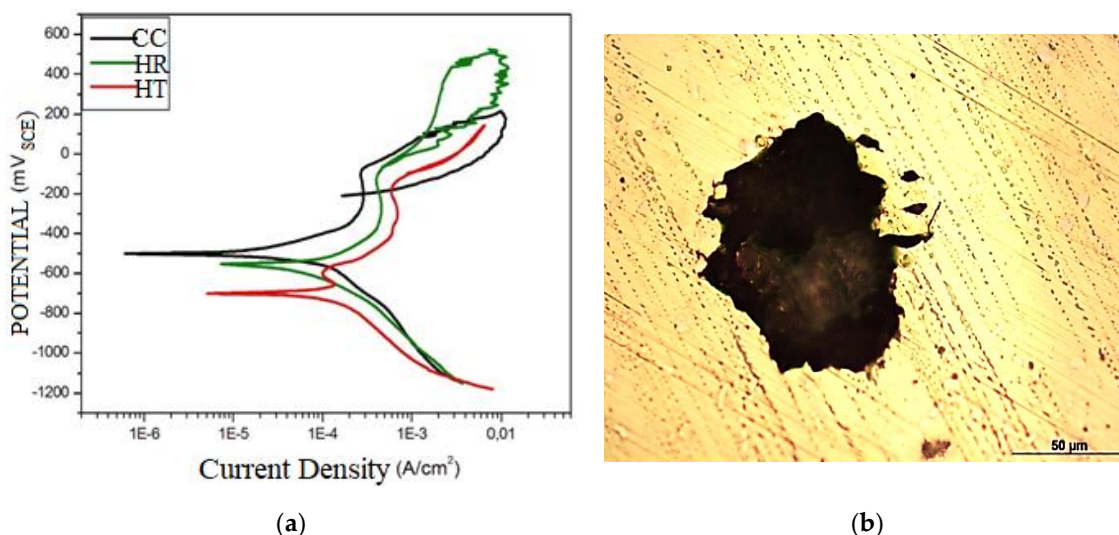 600
400
200
0
-200
-400
-600
-800
-1000
-1200
POTENTIAL (mV SCE)
CC
HR
HT
1E-6 1E-5 1E-4 1E-3 0,01
Current Density (A/cm²)
50 µm
(a) (b)